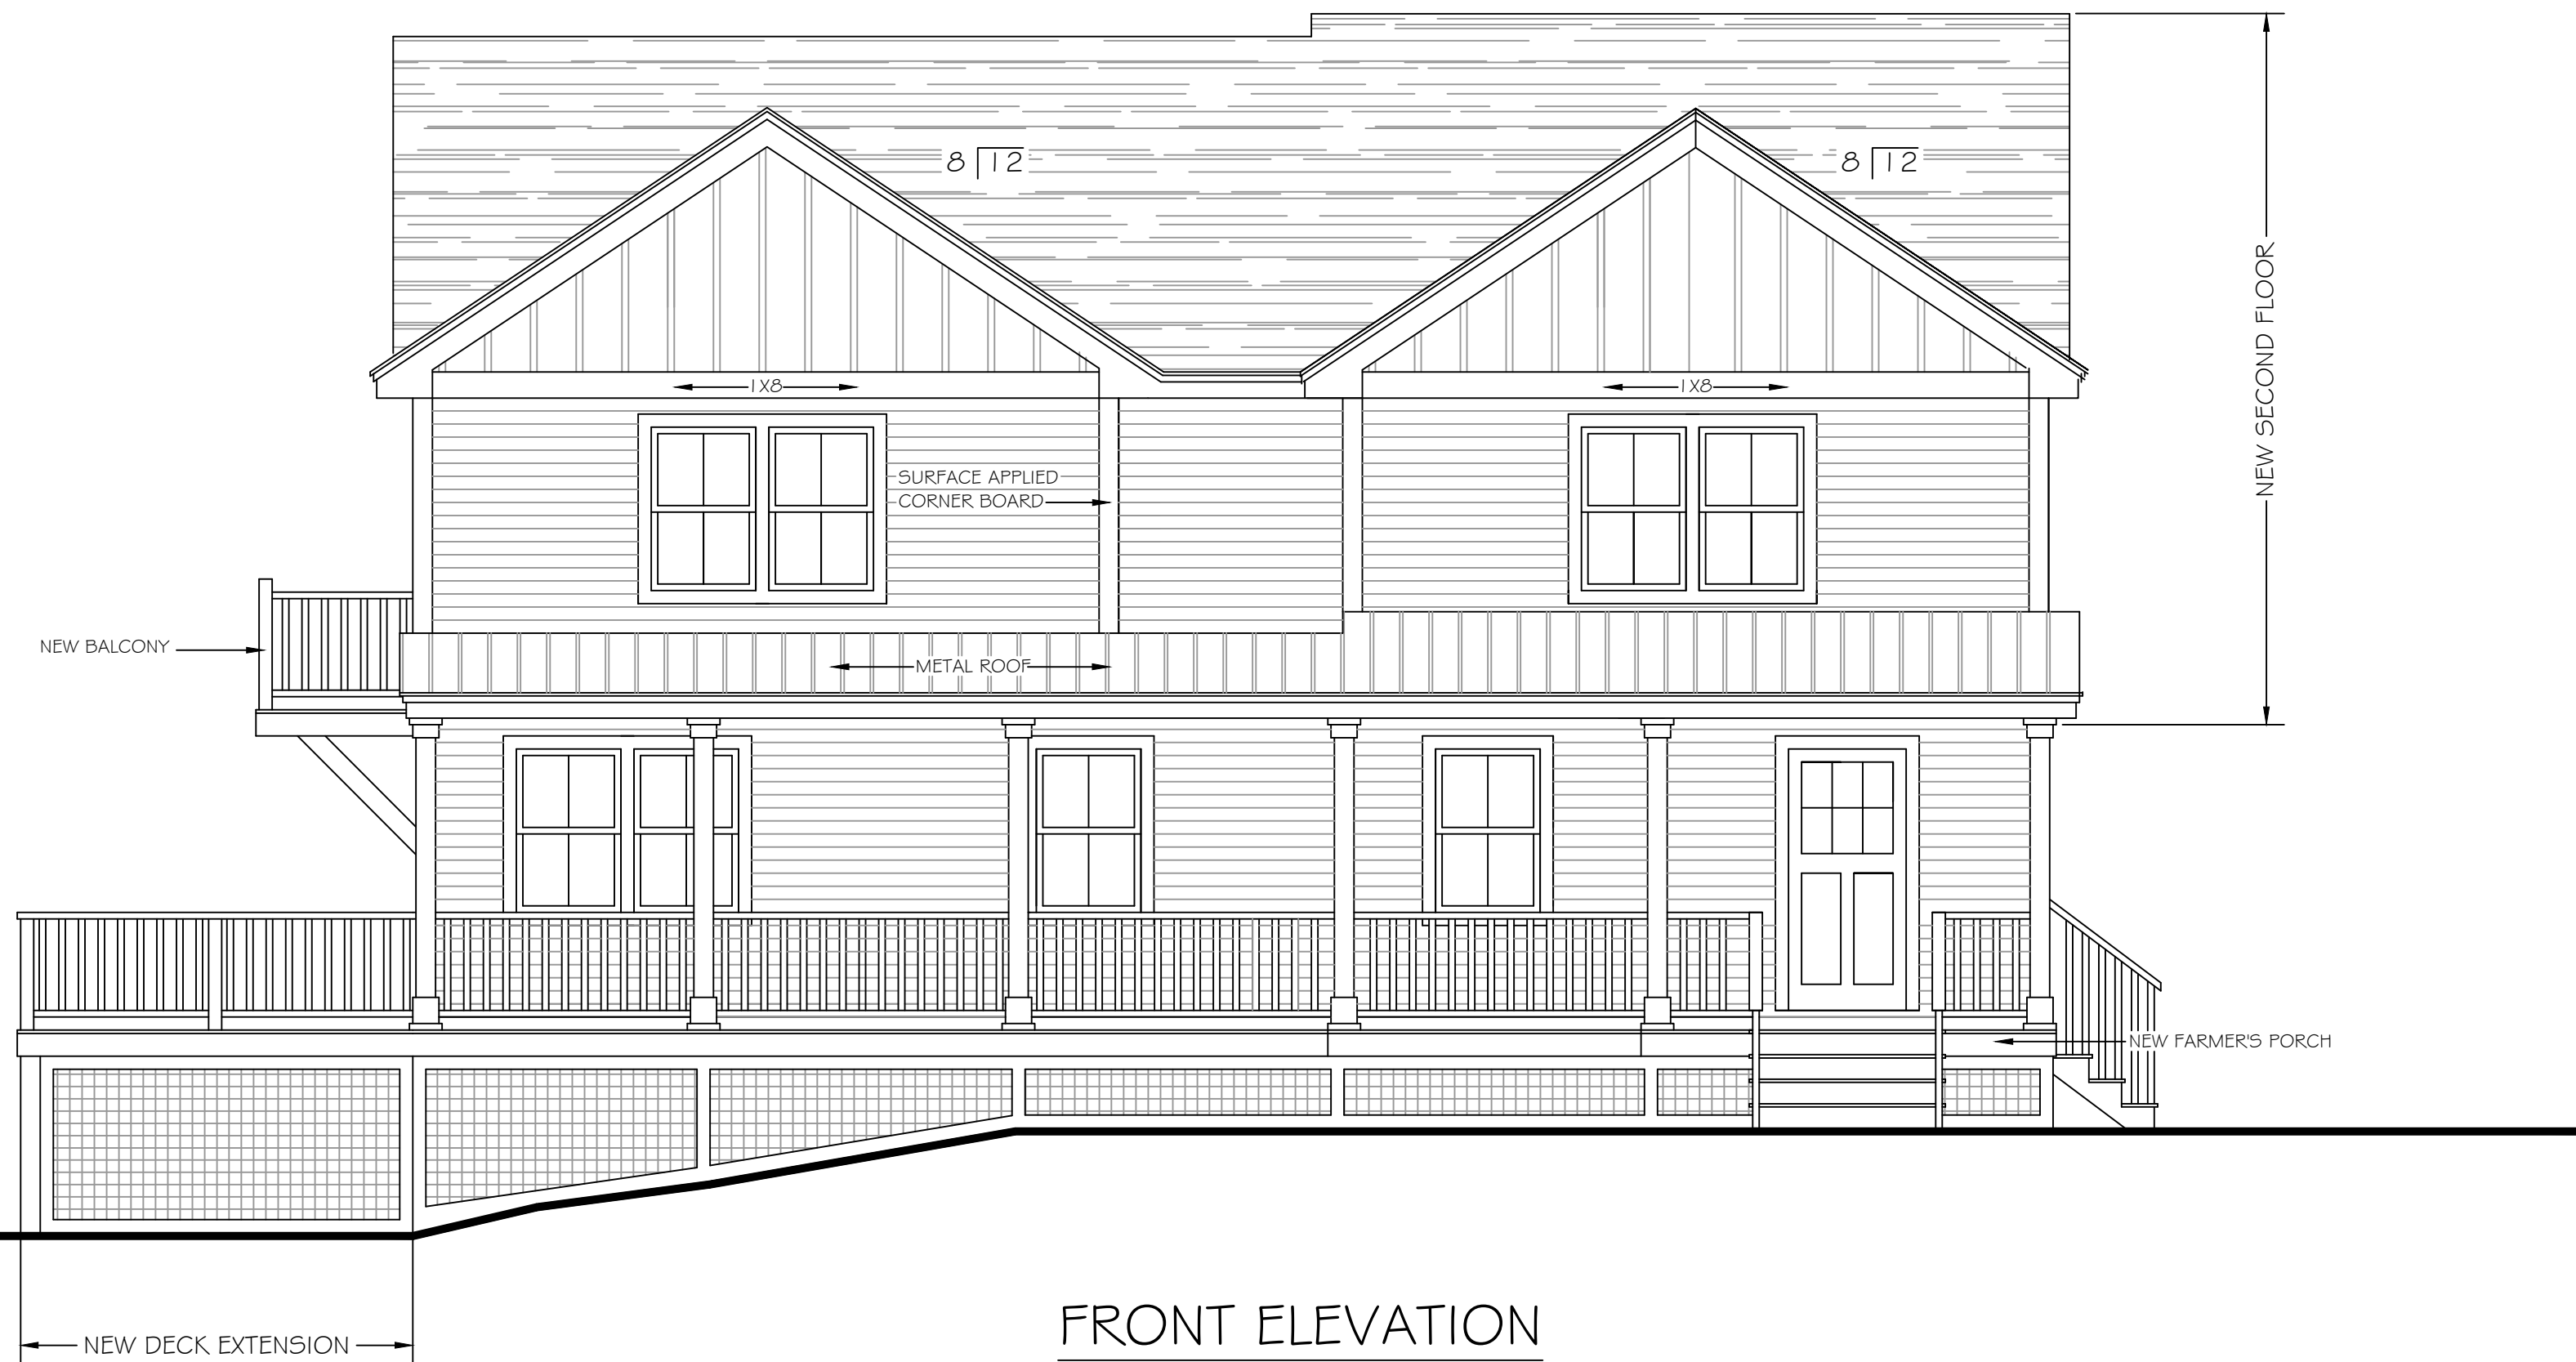 8 12
8 12
NEW SECOND FLOOR
1X8
1X8
SURFACE APPLIED
CORNER BOARD
NEW BALCONY
METAL ROOF
NEW FARMER'S PORCH
FRONT ELEVATION
NEW DECK EXTENSION